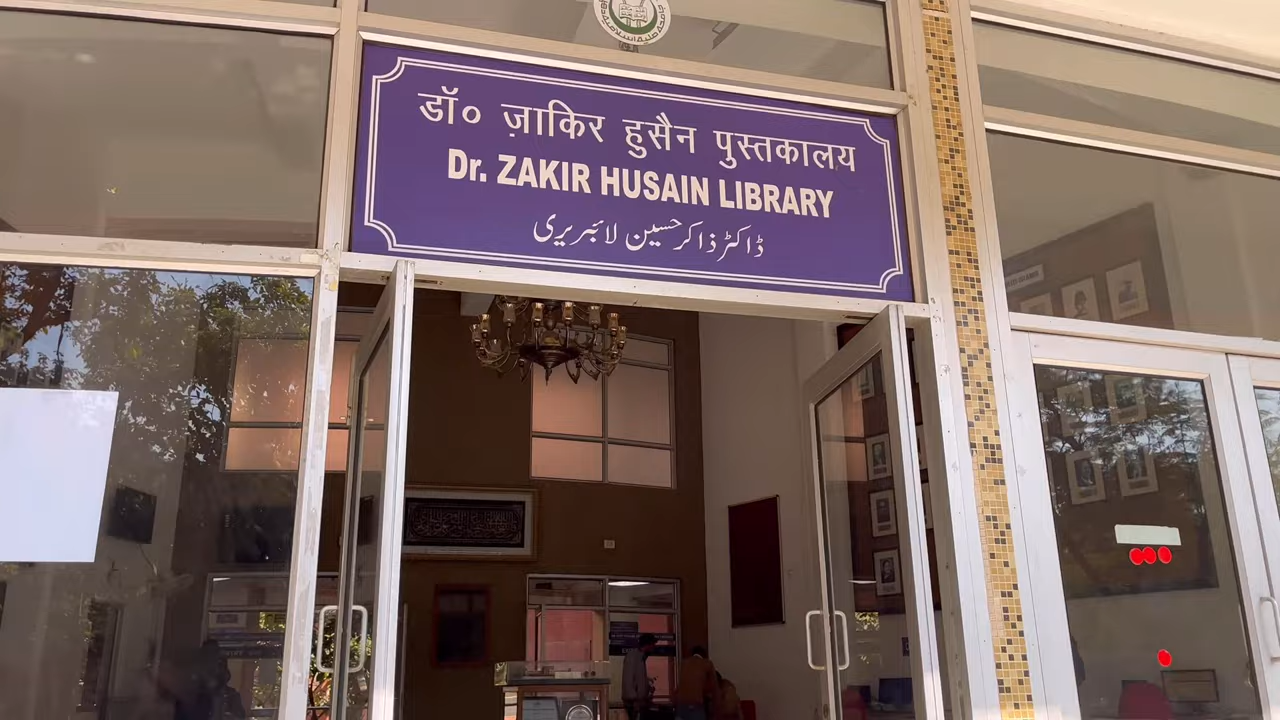 डॉ० ज़ाकिर हुसैन पुस्तकालय
Dr. ZAKIR HUSAIN LIBRARY
ڈاکٹر ذاکر حسین لائبریری